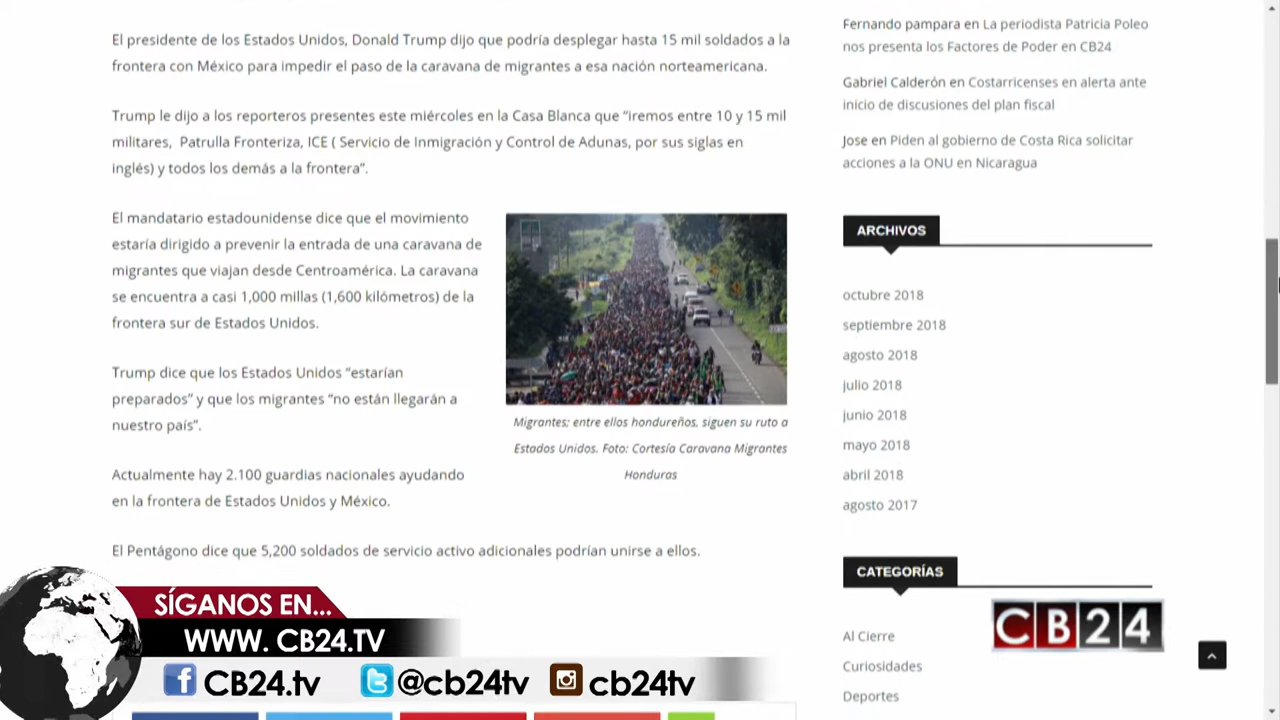 El presidente de los Estados Unidos, Donald Trump dijo que podría desplegar hasta 15 mil soldados a la
frontera con México para impedir el paso de la caravana de migrantes a esa nación norteamericana.
Trump le dijo a los reporteros presentes este miércoles en la Casa Blanca que “iremos entre 10 y 15 mil
militares, Patrulla Fronteriza, ICE ( Servicio de Inmigración y Control de Adunas, por sus siglas en
inglés) y todos los demás a la frontera”.
El mandatario estadounidense dice que el movimiento
estaría dirigido a prevenir la entrada de una caravana de
migrantes que viajan desde Centroamérica. La caravana
se encuentra a casi 1,000 millas (1,600 kilómetros) de la
frontera sur de Estados Unidos.
Trump dice que los Estados Unidos “estarían
preparados” y que los migrantes “no están llegarán a
nuestro país”.
Actualmente hay 2.100 guardias nacionales ayudando
en la frontera de Estados Unidos y México.
Migrantes; entre ellos hondureños, siguen su ruto a
Estados Unidos. Foto: Cortesía Caravana Migrantes
Honduras
El Pentágono dice que 5,200 soldados de servicio activo adicionales podrían unirse a ellos.
Fernando pampara en La periodista Patricia Poleo
nos presenta los Factores de Poder en CB24
Gabriel Calderón en Costarricenses en alerta ante
inicio de discusiones del plan fiscal
Jose en Piden al gobierno de Costa Rica solicitar
acciones a la ONU en Nicaragua
ARCHIVOS
octubre 2018
septiembre 2018
agosto 2018
julio 2018
junio 2018
mayo 2018
abril 2018
agosto 2017
CATEGORÍAS
Al Cierre
Curiosidades
Deportes
CB24
SÍGANOS EN...
WWW. CB24.TV
CB24.tv @cb24tv cb24tv